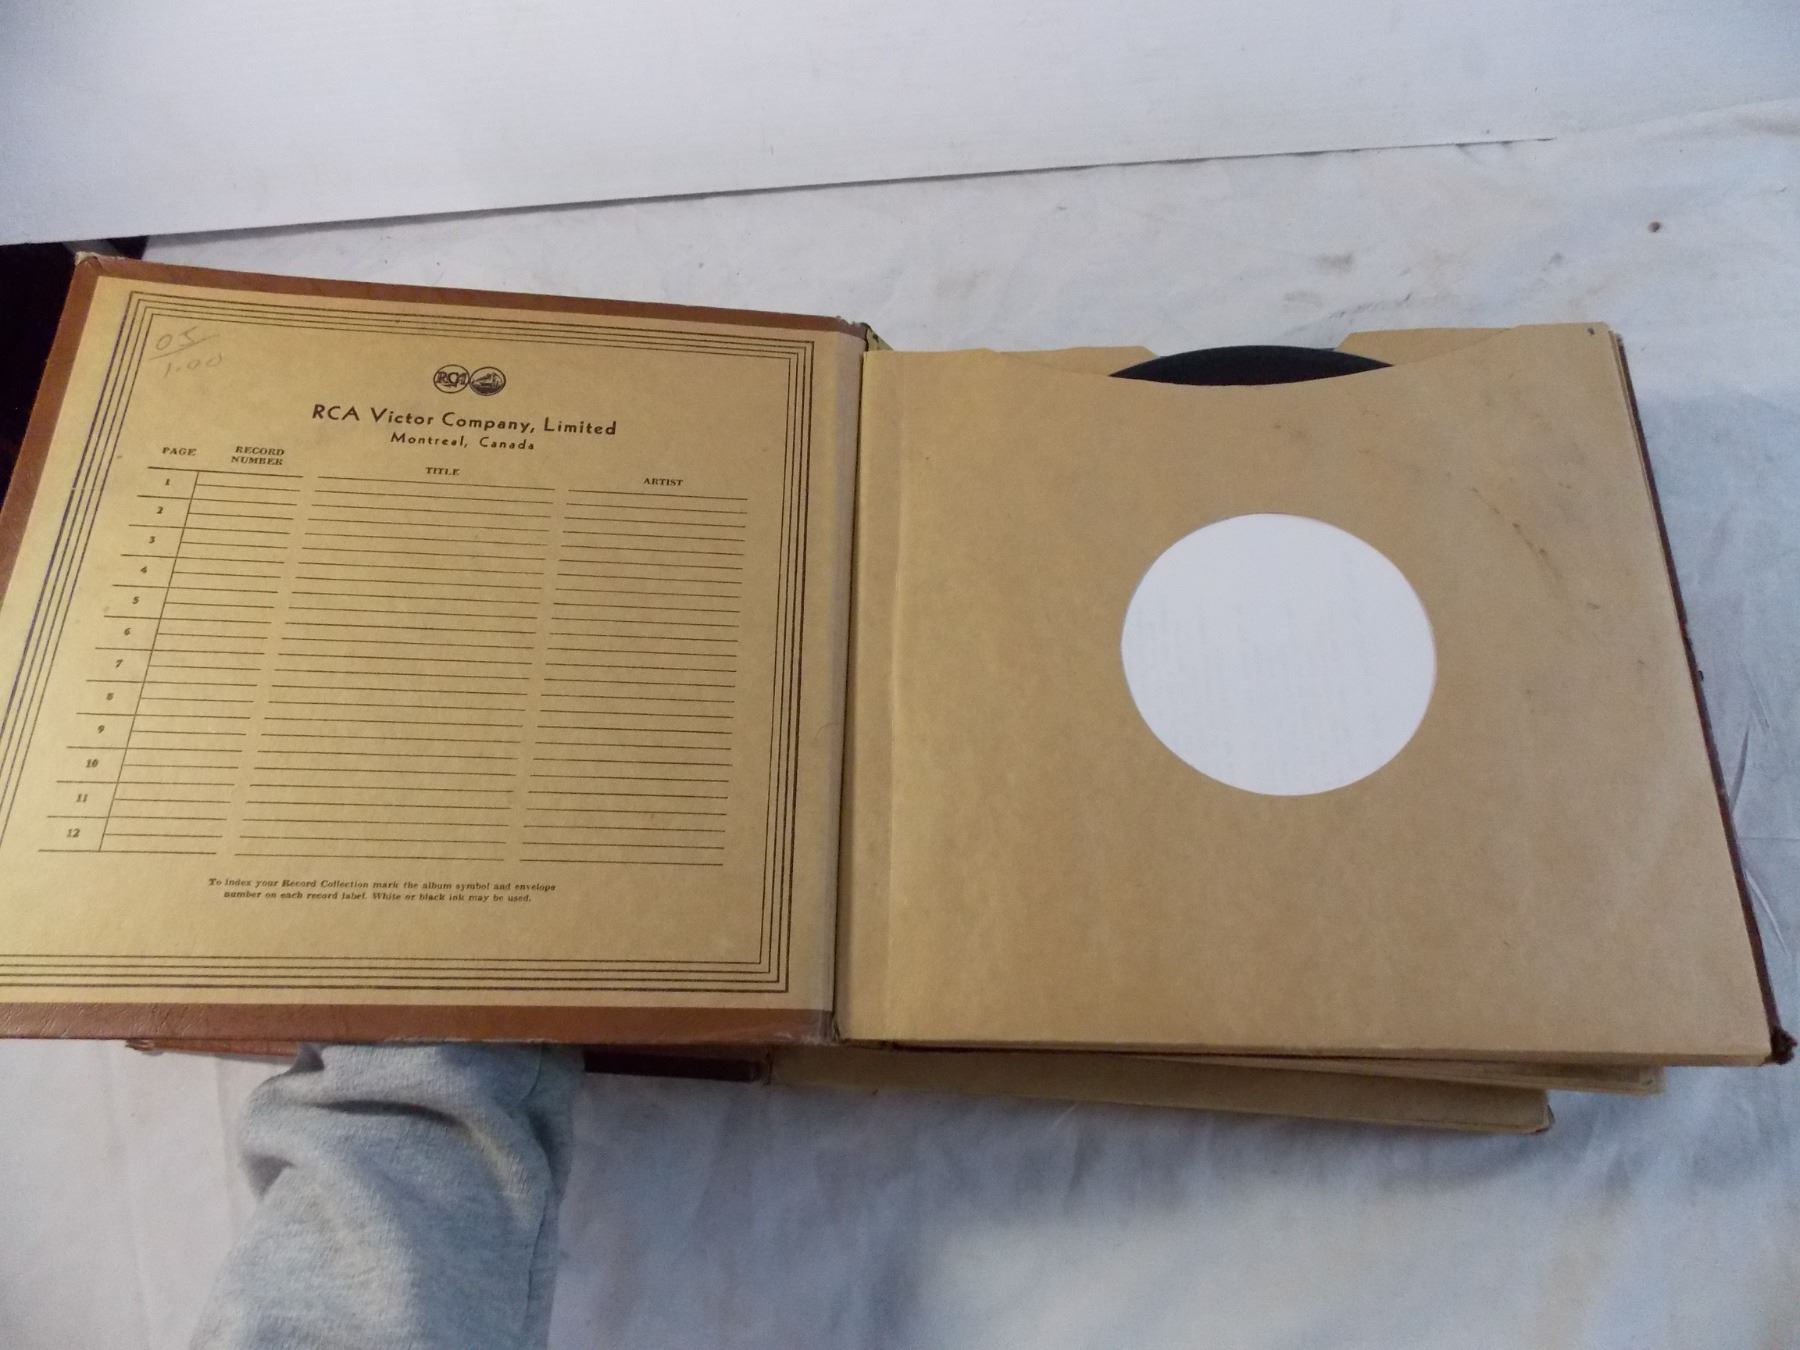 05
1.00
RCA
RCA Victor Company, Limited
Montreal, Canada
PAGE RECORD NUMBER TITLE ARTIST
1
2
3
4
5
6
7
8
9
10
11
12
To index your Record Collection mark the album symbol and envelope
number on each record label. White or black ink may be used.